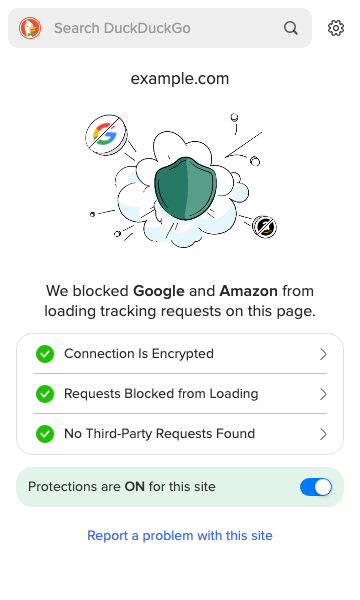 Search DuckDuckGo
example.com
We blocked Google and Amazon from
loading tracking requests on this page.
Connection Is Encrypted
Requests Blocked from Loading
No Third-Party Requests Found
Protections are ON for this site
Report a problem with this site